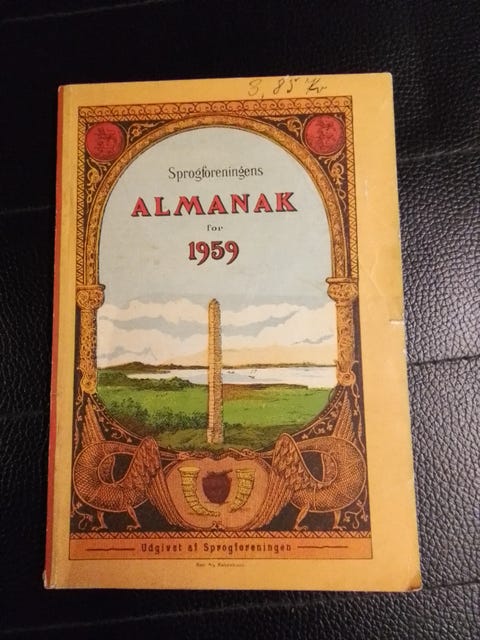 3,85 Kr
Sprogforeningens
ALMANAK
for
1959
Udgivet af Sprogforeningen